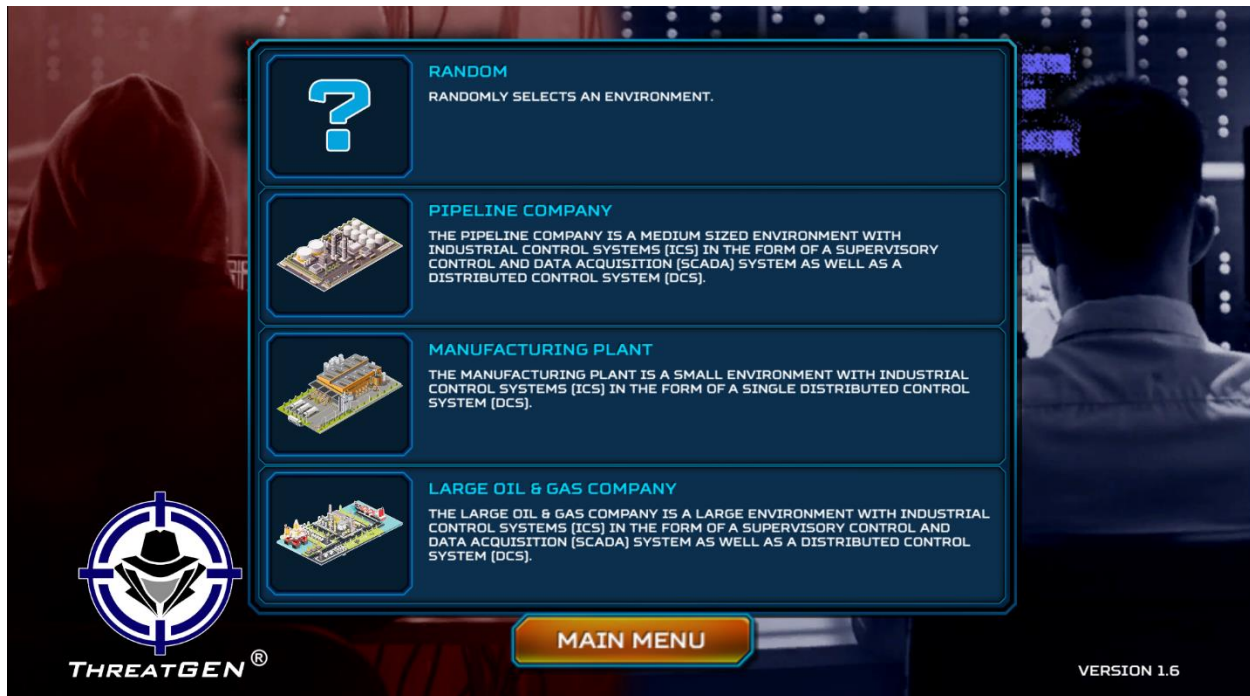 ?
RANDOM
RANDOMLY SELECTS AN ENVIRONMENT.
PIPELINE COMPANY
THE PIPELINE COMPANY IS A MEDIUM SIZED ENVIRONMENT WITH
INDUSTRIAL CONTROL SYSTEMS [ICS] IN THE FORM OF A SUPERVISORY
CONTROL AND DATA ACQUISITION [SCADA] SYSTEM AS WELL AS A
DISTRIBUTED CONTROL SYSTEM [DCS].
MANUFACTURING PLANT
THE MANUFACTURING PLANT IS A SMALL ENVIRONMENT WITH INDUSTRIAL
CONTROL SYSTEMS [ICS] IN THE FORM OF A SINGLE DISTRIBUTED CONTROL
SYSTEM [DCS].
LARGE OIL & GAS COMPANY
THE LARGE OIL & GAS COMPANY IS A LARGE ENVIRONMENT WITH INDUSTRIAL
CONTROL SYSTEMS [ICS] IN THE FORM OF A SUPERVISORY CONTROL AND
DATA ACQUISITION [SCADA] SYSTEM AS WELL AS A DISTRIBUTED CONTROL
SYSTEM [DCS].
MAIN MENU
THREATGEN®
VERSION 1.6